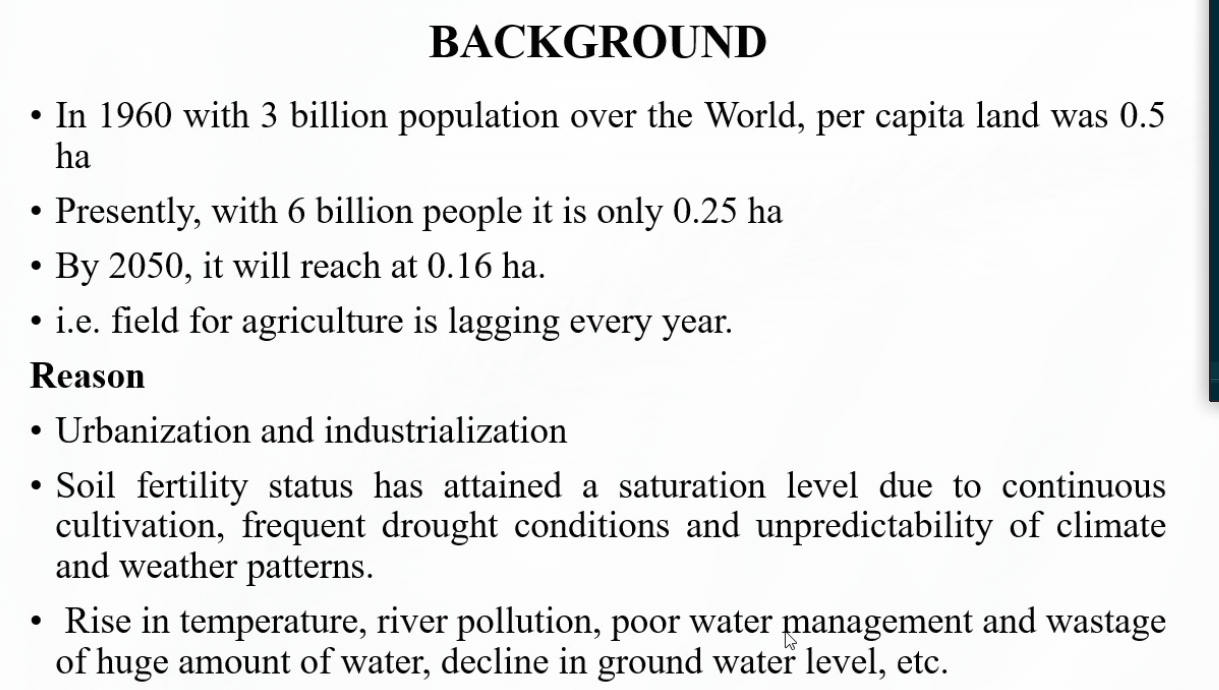 BACKGROUND
• In 1960 with 3 billion population over the World, per capita land was 0.5
ha
• Presently, with 6 billion people it is only 0.25 ha
• By 2050, it will reach at 0.16 ha.
• i.e. field for agriculture is lagging every year.
Reason
• Urbanization and industrialization
• Soil fertility status has attained a saturation level due to continuous
cultivation, frequent drought conditions and unpredictability of climate
and weather patterns.
• Rise in temperature, river pollution, poor water management and wastage
of huge amount of water, decline in ground water level, etc.